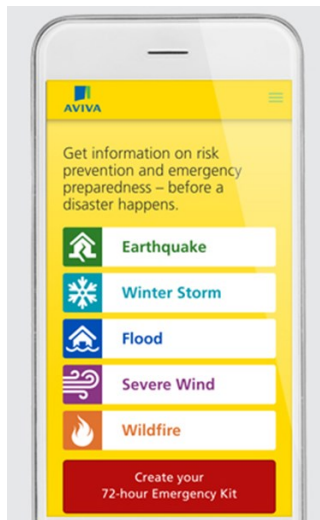 AVIVA
Get information on risk
prevention and emergency
preparedness – before a
disaster happens.
Earthquake
Winter Storm
Flood
Severe Wind
Wildfire
Create your
72-hour Emergency Kit